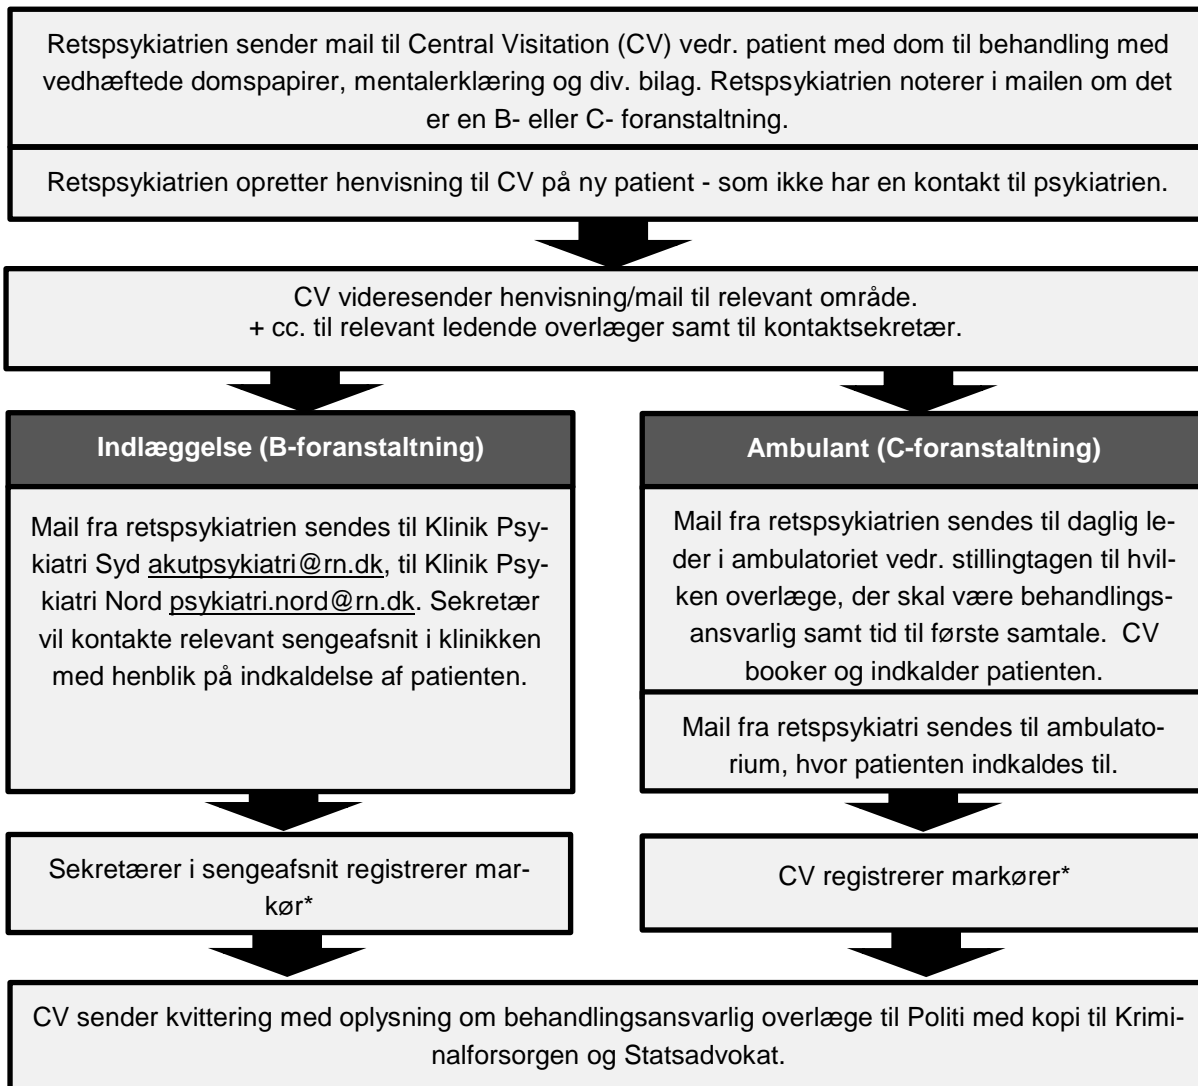 Retspsykiatrien sender mail til Central Visitation (CV) vedr. patient med dom til behandling med
vedhæftede domspapirer, mentalerklæring og div. bilag. Retspsykiatrien noterer i mailen om det
er en B- eller C- foranstaltning.
Retspsykiatrien opretter henvisning til CV på ny patient - som ikke har en kontakt til psykiatrien.
CV videresender henvisning/mail til relevant område.
+ cc. til relevant ledende overlæger samt til kontaktsekretær.
Indlæggelse (B-foranstaltning)
Mail fra retspsykiatrien sendes til Klinik Psy-
kiatri Syd akutpsykiatri@rn.dk, til Klinik Psy-
kiatri Nord psykiatri.nord@rn.dk. Sekretær
vil kontakte relevant sengeafsnit i klinikken
med henblik på indkaldelse af patienten.
Sekretærer i sengeafsnit registrerer mar-
kør*
Ambulant (C-foranstaltning)
Mail fra retspsykiatrien sendes til daglig le-
der i ambulatoriet vedr. stillingtagen til hvil-
ken overlæge, der skal være behandlings-
ansvarlig samt tid til første samtale.  CV
booker og indkalder patienten.
Mail fra retspsykiatri sendes til ambulato-
rium, hvor patienten indkaldes til.
CV registrerer markører*
CV sender kvittering med oplysning om behandlingsansvarlig overlæge til Politi med kopi til Krimi-
nalforsorgen og Statsadvokat.